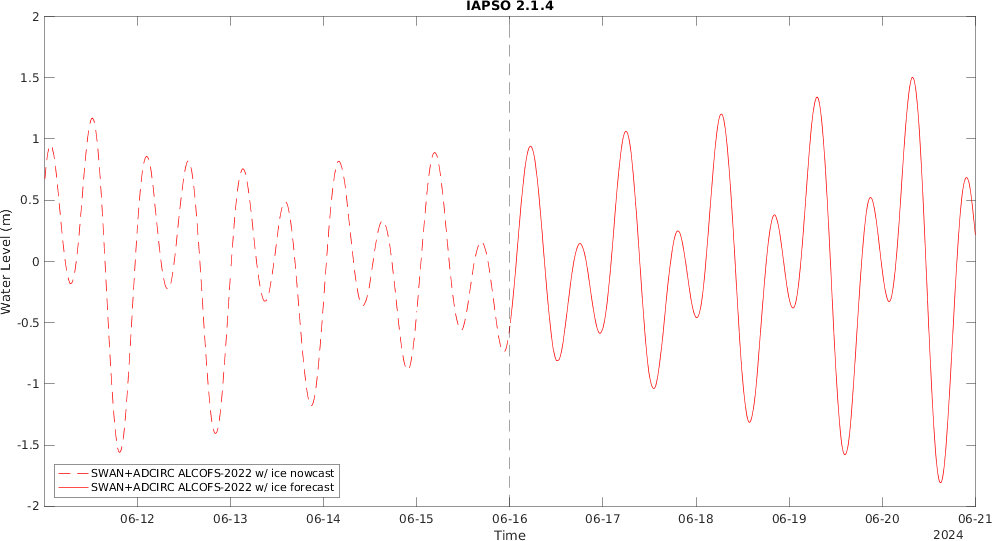 IAPSO 2.1.4
2
1.5
1
0.5
0
-0.5
-1
-1.5
-2
Water Level (m)
SWAN+ADCIRC ALCOFS-2022 w/ ice nowcast
SWAN+ADCIRC ALCOFS-2022 w/ ice forecast
06-12 06-13 06-14 06-15 06-16 06-17 06-18 06-19 06-20 06-21
Time
2024